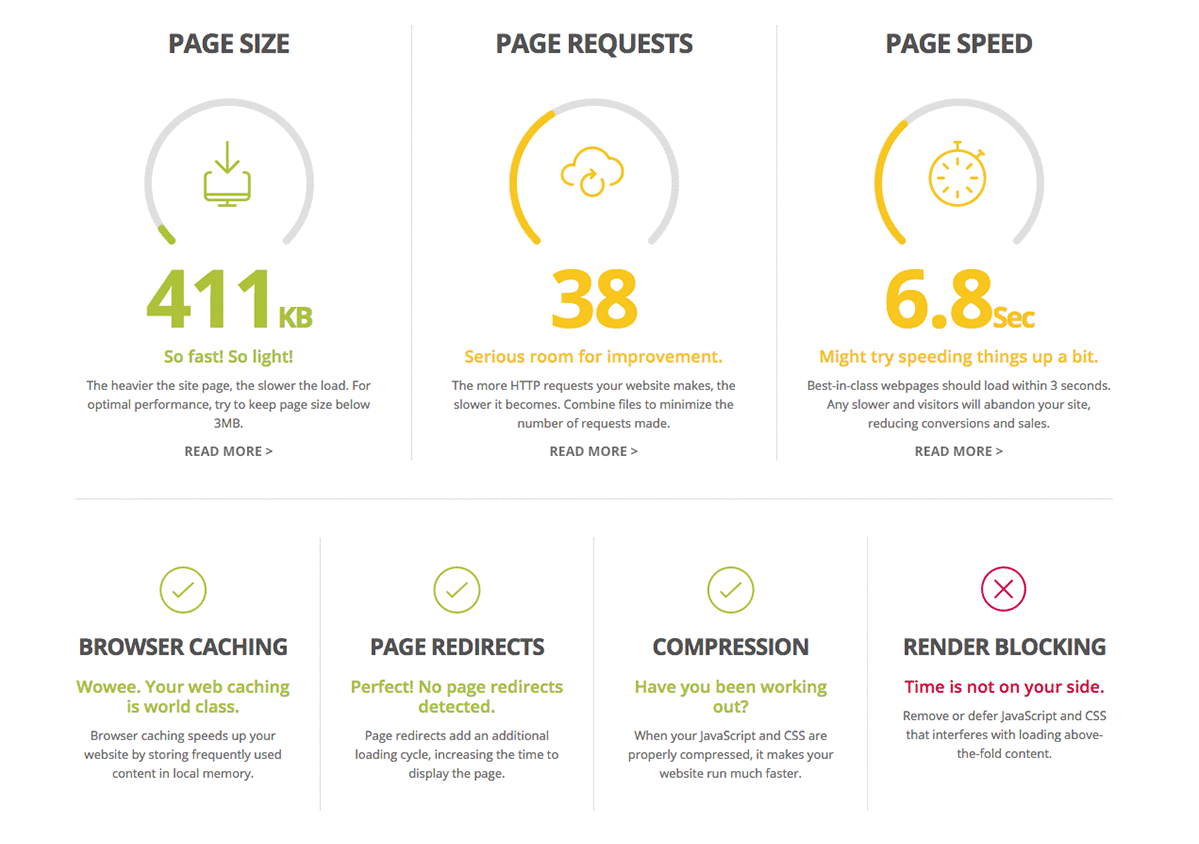 PAGE SIZE
411KB
So fast! So light!
The heavier the site page, the slower the load. For
optimal performance, try to keep page size below
3MB.
READ MORE >
PAGE REQUESTS
38
Serious room for improvement.
The more HTTP requests your website makes, the
slower it becomes. Combine files to minimize the
number of requests made.
READ MORE >
PAGE SPEED
6.8Sec
Might try speeding things up a bit.
Best-in-class webpages should load within 3 seconds.
Any slower and visitors will abandon your site,
reducing conversions and sales.
READ MORE >
BROWSER CACHING
Wowee. Your web caching
is world class.
Browser caching speeds up your
website by storing frequently used
content in local memory.
PAGE REDIRECTS
Perfect! No page redirects
detected.
Page redirects add an additional
loading cycle, increasing the time to
display the page.
COMPRESSION
Have you been working
out?
When your JavaScript and CSS are
properly compressed, it makes your
website run much faster.
RENDER BLOCKING
Time is not on your side.
Remove or defer JavaScript and CSS
that interferes with loading above-
the-fold content.